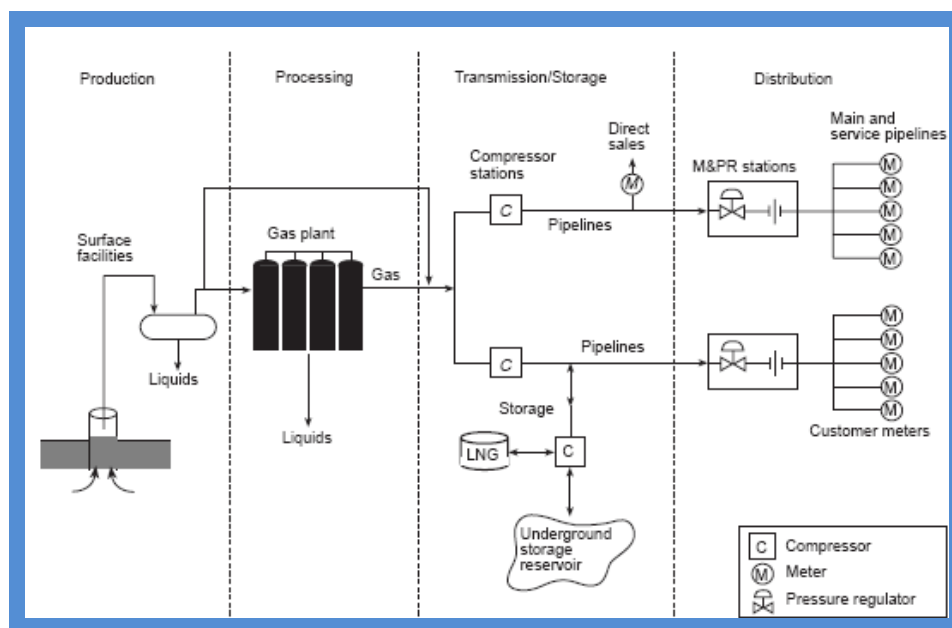 Production
Processing
Transmission/Storage
Distribution
Direct
sales
Main and
service pipelines
Compressor
stations
M&PR stations
M
M
M
M
M
M
C
Pipelines
Surface
facilities
Gas plant
Gas
Liquids
Liquids
C
Pipelines
Storage
LNG
C
Underground
storage
reservoir
M
M
M
M
M
Customer meters
C Compressor
M Meter
Pressure regulator